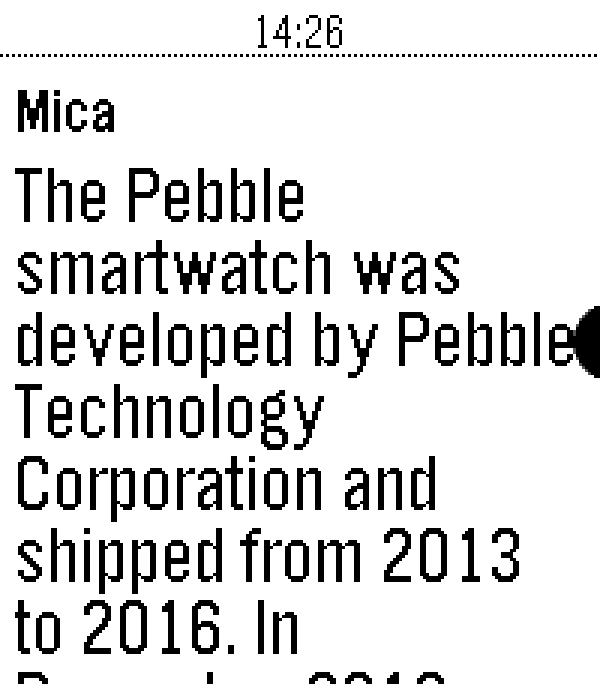 14:26
Mica
The Pebble
smartwatch was
developed by Pebble
Technology
Corporation and
shipped from 2013
to 2016. In